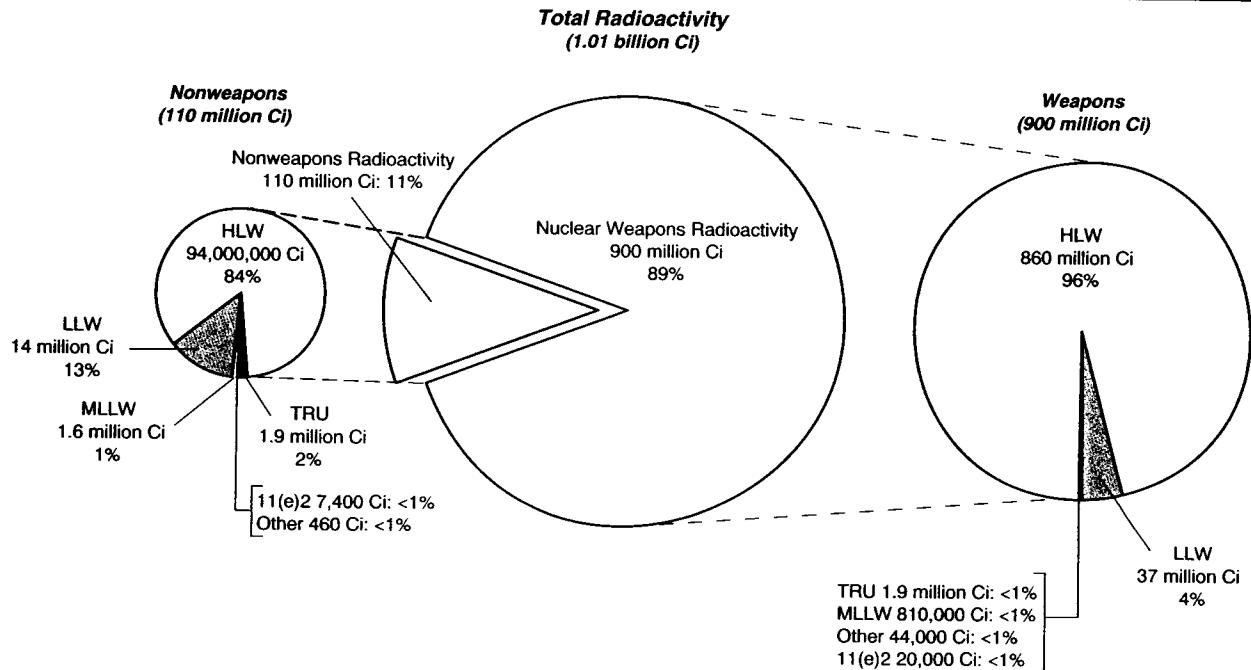 Total Radioactivity
(1.01 billion Ci)
Nonweapons
(110 million Ci)
Weapons
(900 million Ci)
Nonweapons Radioactivity
110 million Ci: 11%
HLW
94,000,000 Ci
84%
LLW
14 million Ci
13%
MLLW
1.6 million Ci
1%
TRU
1.9 million Ci
2%
11(e)2 7,400 Ci: <1%
Other 460 Ci: <1%
Nuclear Weapons Radioactivity
900 million Ci
89%
HLW
860 million Ci
96%
LLW
37 million Ci
4%
TRU 1.9 million Ci: <1%
MLLW 810,000 Ci: <1%
Other 44,000 Ci: <1%
11(e)2 20,000 Ci: <1%